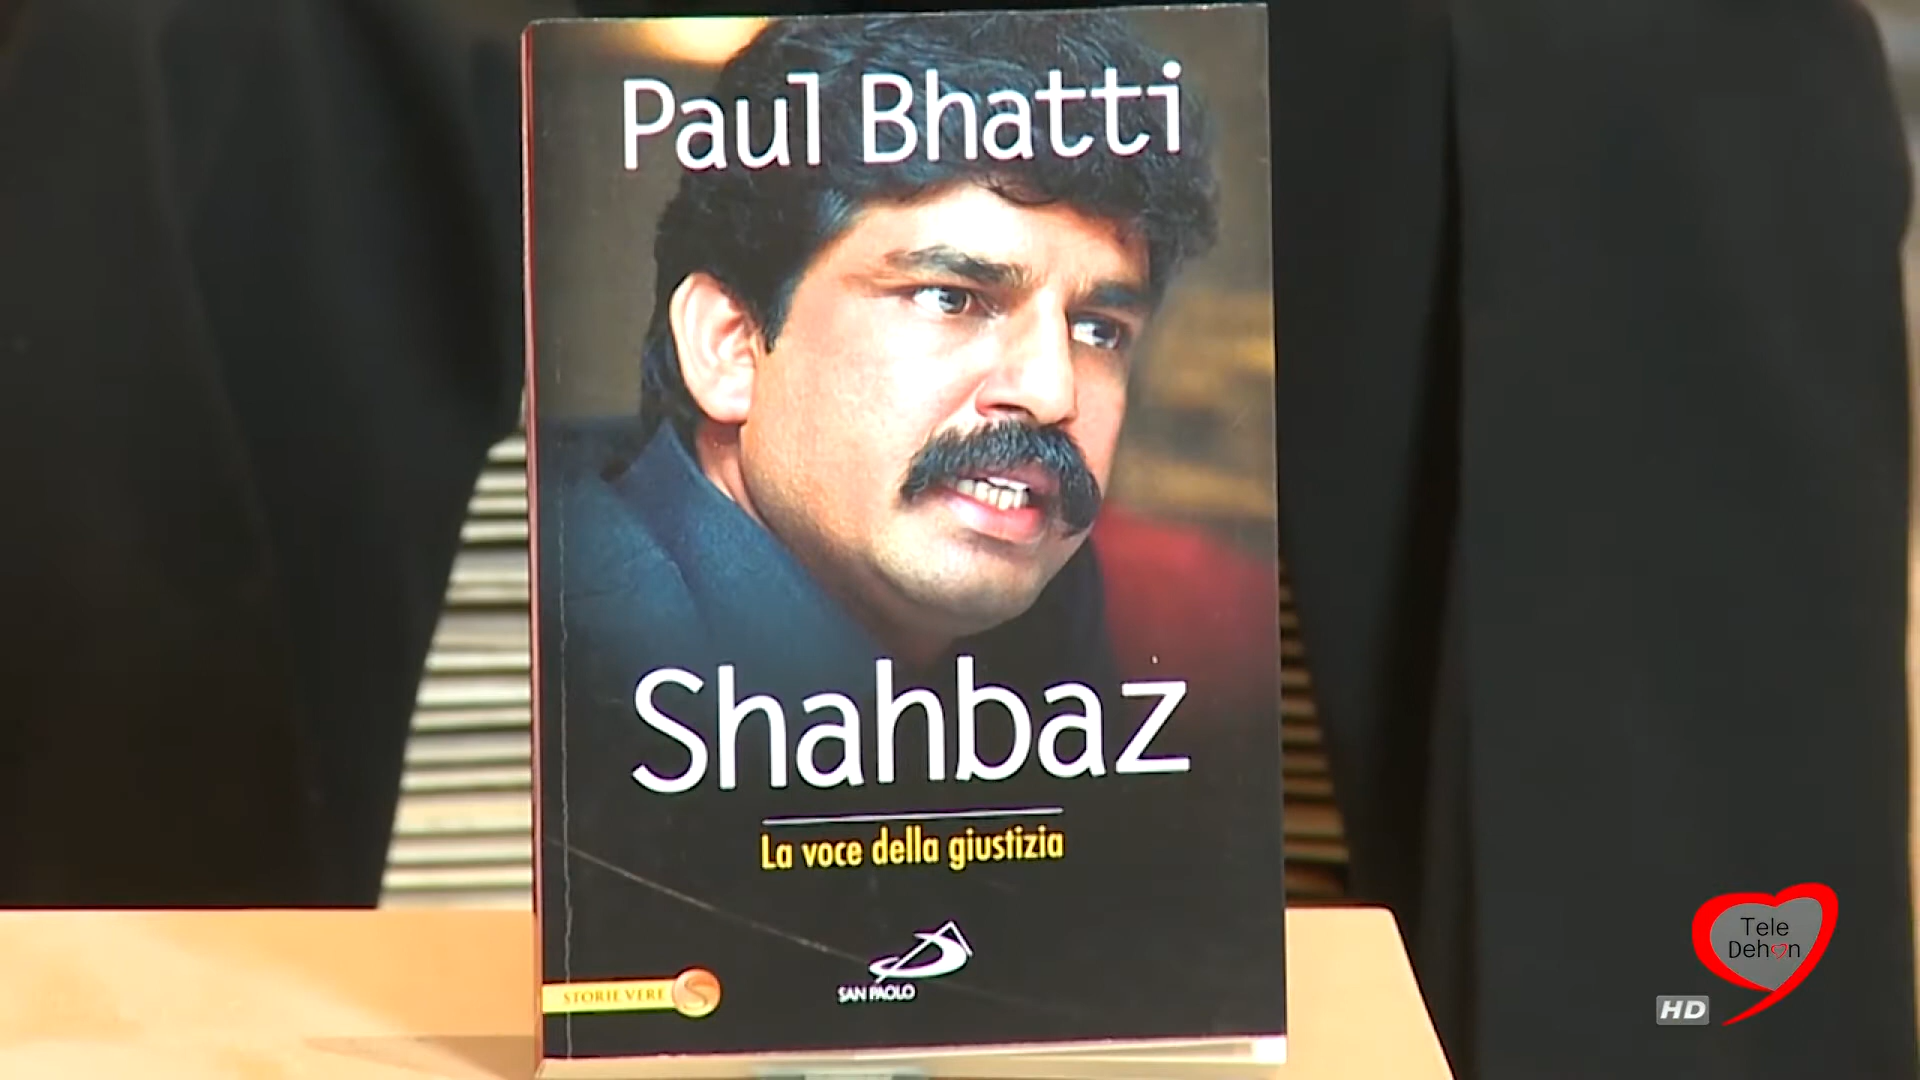 Paul Bhatti
Shahbaz
La voce della giustizia
STORIE VERE S
SAN PAOLO
Tele
Dehon
HD